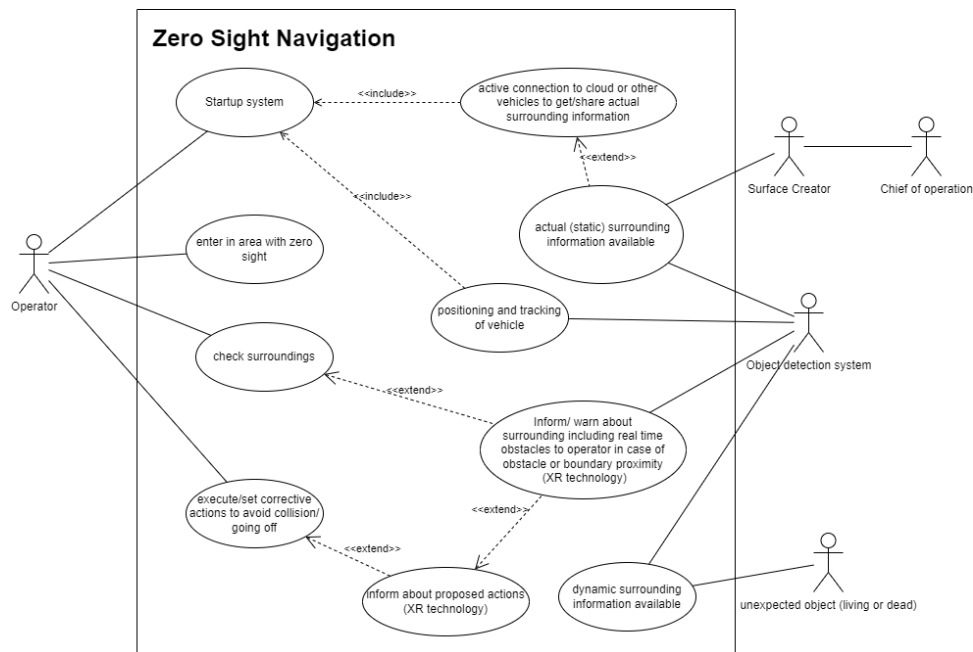 Zero Sight Navigation
Startup system
<<include>>
active connection to cloud or other
vehicles to get/share actual
surrounding information
<<extend>>
Surface Creator
Chief of operation
<<include>>
actual (static) surrounding
information available
enter in area with zero
sight
Operator
positioning and tracking
of vehicle
check surroundings
Object detection system
<<extend>>
Inform/ warn about
surrounding including real time
obstacles to operator in case of
obstacle or boundary proximity
(XR technology)
execute/set corrective
actions to avoid collision/
going off
<<extend>>
<<extend>>
inform about proposed actions
(XR technology)
dynamic surrounding
information available
unexpected object (living or dead)